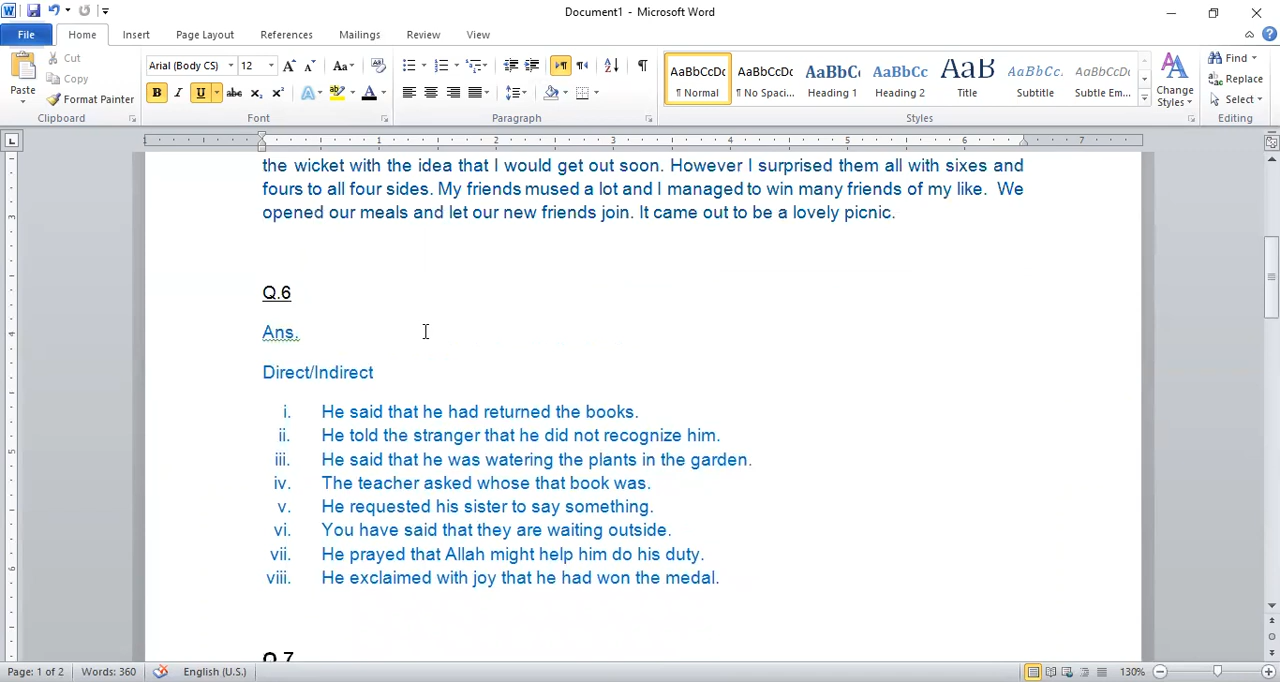 Document1 - Microsoft Word
File Home Insert Page Layout References Mailings Review View
Cut
Copy
Format Painter
Paste
Clipboard
Arial (Body CS) 12
Font
Paragraph
AaBbCcDc AaBbCcDc AaBbC AaBbCc AaB AaBbCc. AaBbCcDc
¶ Normal ¶ No Spaci... Heading 1 Heading 2 Title Subtitle Subtle Em...
Change Styles
Styles
Find
Replace
Select
Editing
1 1 2 3 4 5 6 7
the wicket with the idea that I would get out soon. However I surprised them all with sixes and
fours to all four sides. My friends mused a lot and I managed to win many friends of my like. We
opened our meals and let our new friends join. It came out to be a lovely picnic.
Q.6
Ans.
Direct/Indirect
i. He said that he had returned the books.
ii. He told the stranger that he did not recognize him.
iii. He said that he was watering the plants in the garden.
iv. The teacher asked whose that book was.
v. He requested his sister to say something.
vi. You have said that they are waiting outside.
vii. He prayed that Allah might help him do his duty.
viii. He exclaimed with joy that he had won the medal.
Q.7
Page: 1 of 2 Words: 360 English (U.S.) 130%